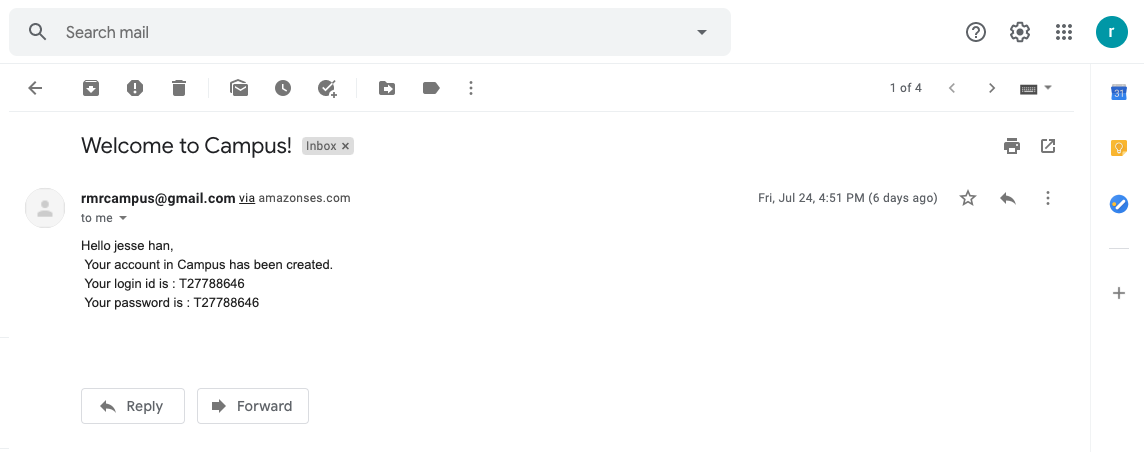 Search mail
r
1 of 4
31
Welcome to Campus! Inbox ×
rmrcampus@gmail.com via amazonses.com Fri, Jul 24, 4:51 PM (6 days ago)
to me
Hello jesse han,
Your account in Campus has been created.
Your login id is : T27788646
Your password is : T27788646
Reply Forward